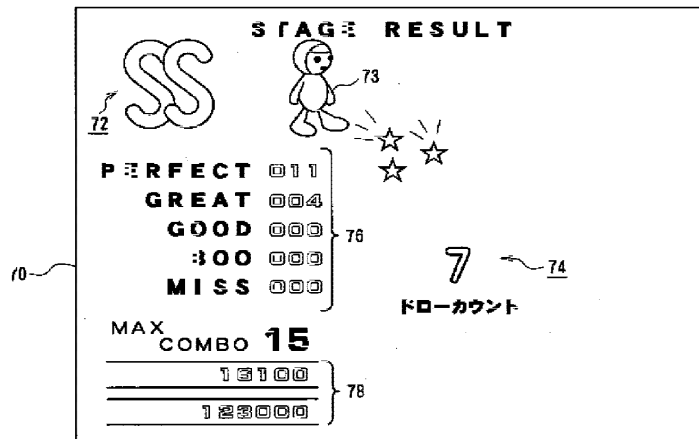 STAGE RESULT
SS
72
73
PERFECT 011
GREAT 004
GOOD 000
BOO 000
MISS 000
76
70
7
74
ドローカウント
MAX
COMBO 15
16100
123000
78